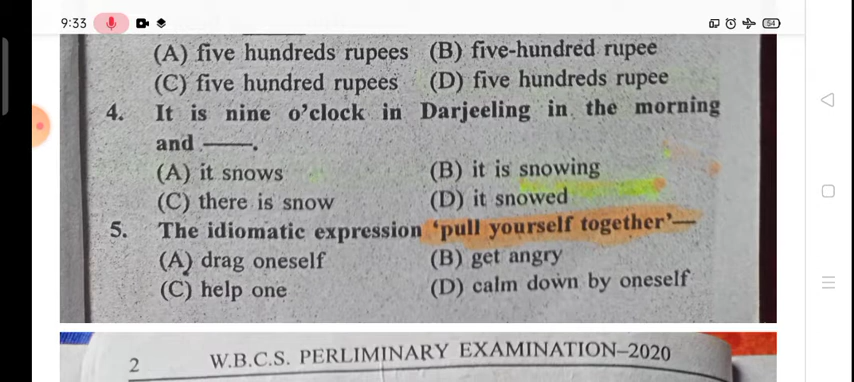 9:33
54
(A) five hundreds rupees (B) five-hundred rupee
(C) five hundred rupees (D) five hundreds rupee
4. It is nine o'clock in Darjeeling in the morning
and ——.
(A) it snows (B) it is snowing
(C) there is snow (D) it snowed
5. The idiomatic expression 'pull yourself together'—
(A) drag oneself (B) get angry
(C) help one (D) calm down by oneself
2 W.B.C.S. PERLIMINARY EXAMINATION–2020